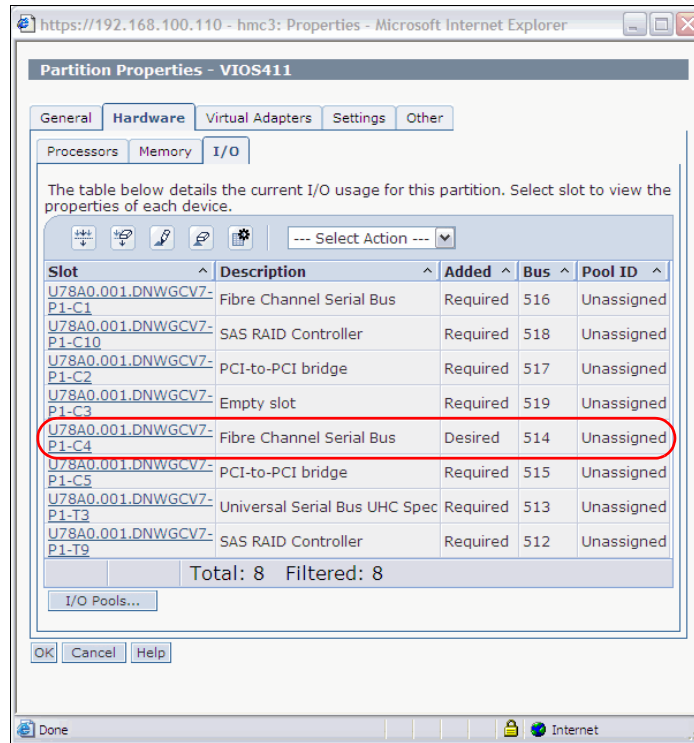 https://192.168.100.110 - hmc3: Properties - Microsoft Internet Explorer
Partition Properties - VIOS411
General Hardware Virtual Adapters Settings Other
Processors Memory I/O
The table below details the current I/O usage for this partition. Select slot to view the
properties of each device.
--- Select Action ---
Slot ^ Description ^ Added ^ Bus ^ Pool ID ^
U78A0.001.DNWGCV7-
P1-C1 Fibre Channel Serial Bus Required 516 Unassigned
U78A0.001.DNWGCV7-
P1-C10 SAS RAID Controller Required 518 Unassigned
U78A0.001.DNWGCV7-
P1-C2 PCI-to-PCI bridge Required 517 Unassigned
U78A0.001.DNWGCV7-
P1-C3 Empty slot Required 519 Unassigned
U78A0.001.DNWGCV7-
P1-C4 Fibre Channel Serial Bus Desired 514 Unassigned
U78A0.001.DNWGCV7-
P1-C5 PCI-to-PCI bridge Required 515 Unassigned
U78A0.001.DNWGCV7-
P1-T3 Universal Serial Bus UHC Spec Required 513 Unassigned
U78A0.001.DNWGCV7-
P1-T9 SAS RAID Controller Required 512 Unassigned
Total: 8 Filtered: 8
I/O Pools...
OK Cancel Help
Done Internet